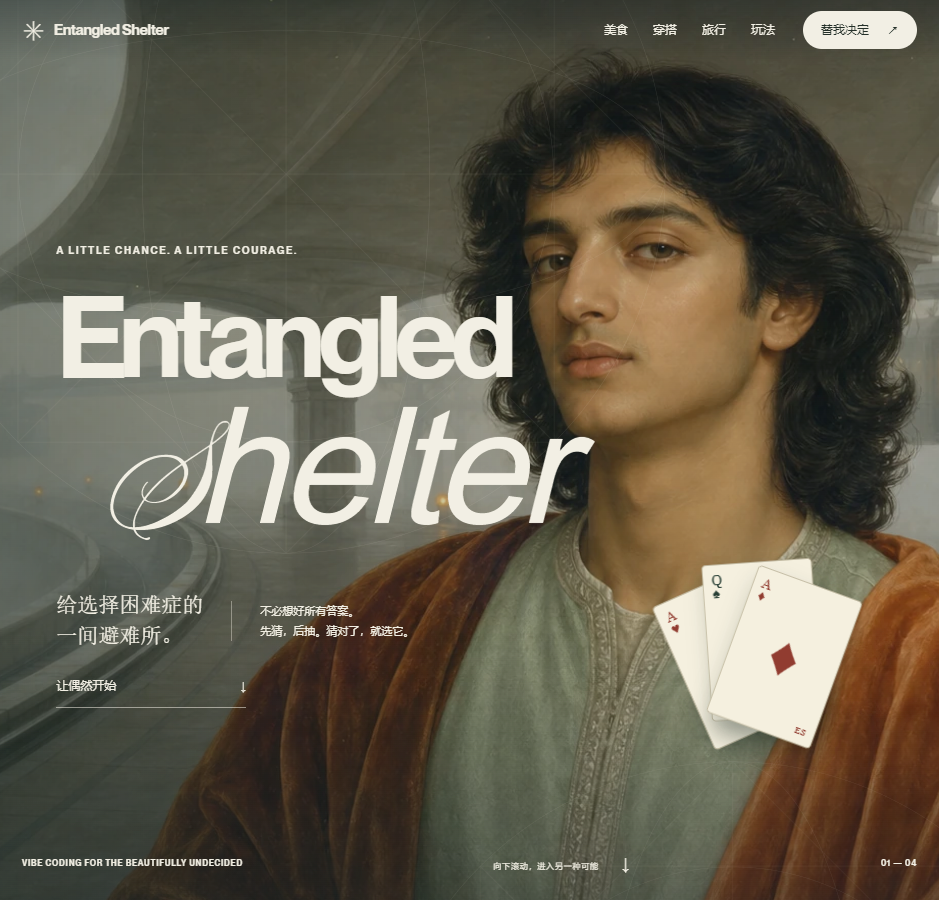 Entangled Shelter
美食
穿搭
旅行
玩法
替我决定 ↗
A LITTLE CHANCE. A LITTLE COURAGE.
Entangled
Shelter
给选择困难症的
一间避难所。
不必想好所有答案。
先猜，后抽。猜对了，就选它。
让偶然开始 ↓
A
Q
A
ES
VIBE CODING FOR THE BEAUTIFULLY UNDECIDED
向下滚动，进入另一种可能 ↓
01 — 04